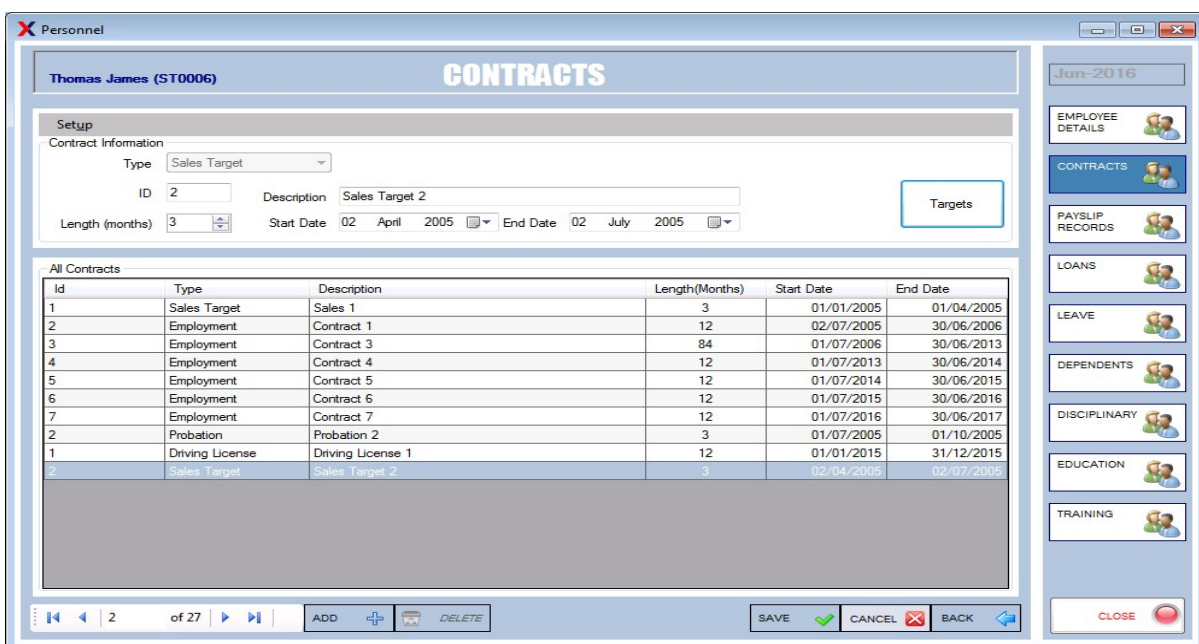 Personnel
Thomas James (ST0006) CONTRACTS Jun-2016
Setup
Contract Information
Type Sales Target
ID 2 Description Sales Target 2
Length (months) 3 Start Date 02 April 2005 End Date 02 July 2005
Targets
All Contracts
Id Type Description Length(Months) Start Date End Date
1 Sales Target Sales 1 3 01/01/2005 01/04/2005
2 Employment Contract 1 12 02/07/2005 30/06/2006
3 Employment Contract 3 84 01/07/2006 30/06/2013
4 Employment Contract 4 12 01/07/2013 30/06/2014
5 Employment Contract 5 12 01/07/2014 30/06/2015
6 Employment Contract 6 12 01/07/2015 30/06/2016
7 Employment Contract 7 12 01/07/2016 30/06/2017
2 Probation Probation 2 3 01/07/2005 01/10/2005
1 Driving License Driving License 1 12 01/01/2015 31/12/2015
2 Sales Target Sales Target 2 3 02/04/2005 02/07/2005
2 of 27 ADD DELETE SAVE CANCEL BACK
EMPLOYEE
DETAILS
CONTRACTS
PAYSLIP
RECORDS
LOANS
LEAVE
DEPENDENTS
DISCIPLINARY
EDUCATION
TRAINING
CLOSE